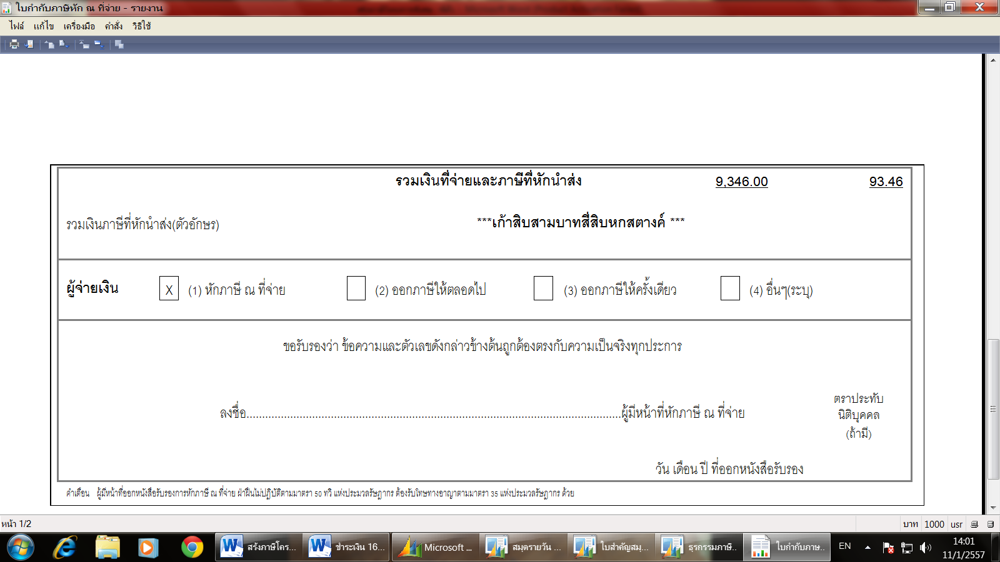 ใบกำกับภาษีหัก ณ ที่จ่าย - รายงาน
ไฟล์ แก้ไข เครื่องมือ คำสั่ง วิธีใช้
รวมเงินที่จ่ายและภาษีที่หักนำส่ง 9,346.00 93.46
รวมเงินภาษีที่หักนำส่ง(ตัวอักษร) ***เก้าสิบสามบาทสี่สิบหกสตางค์ ***
ผู้จ่ายเงิน X (1) หักภาษี ณ ที่จ่าย (2) ออกภาษีให้ตลอดไป (3) ออกภาษีให้ครั้งเดียว (4) อื่นๆ(ระบุ)
ขอรับรองว่า ข้อความและตัวเลขดังกล่าวข้างต้นถูกต้องตรงกับความเป็นจริงทุกประการ
ลงชื่อ........................................................................................................................ผู้มีหน้าที่หักภาษี ณ ที่จ่าย
ตราประทับ
นิติบุคคล
(ถ้ามี)
วัน เดือน ปี ที่ออกหนังสือรับรอง
คำเตือน ผู้มีหน้าที่ออกหนังสือรับรองการหักภาษี ณ ที่จ่าย ฝ่าฝืนไม่ปฏิบัติตามมาตรา 50 ทวิ แห่งประมวลรัษฎากร ต้องรับโทษทางอาญาตามมาตรา 35 แห่งประมวลรัษฎากร ด้วย
หน้า 1/2 บาท 1000 usr
สร้งภาษีโคร... ชำระเงิน 16... Microsoft ... สมุดรายวัน ... ใบสำคัญสมุ... ธุรกรรมภาษี.. ใบกำกับภาษ.. EN 14:01
11/1/2557